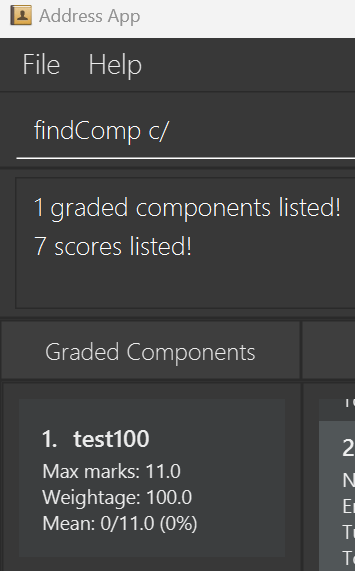 Address App
File Help
findComp c/
1 graded components listed!
7 scores listed!
Graded Components
1. test100
Max marks: 11.0
Weightage: 100.0
Mean: 0/11.0 (0%)
2